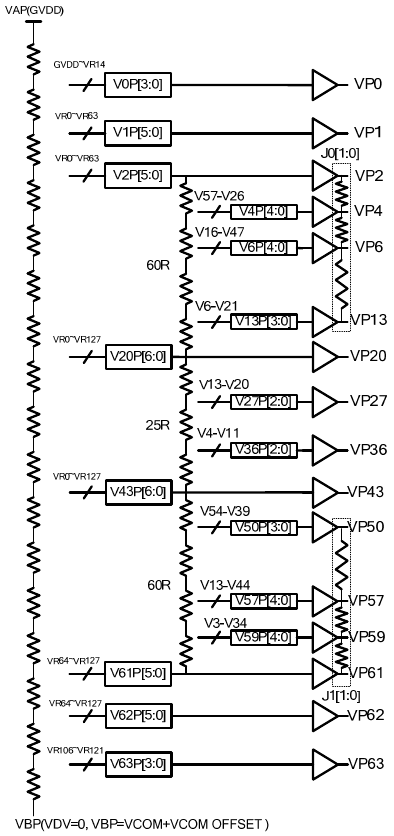 VAP(GVDD)
GVDD~VR14
V0P[3:0]
VP0
VR0~VR63
V1P[5:0]
VP1
J0[1:0]
VR0~VR63
V2P[5:0]
VP2
V57-V26
V4P[4:0]
VP4
V16-V47
V6P[4:0]
VP6
60R
V6-V21
V13P[3:0]
VP13
VR0~VR127
V20P[6:0]
VP20
V13-V20
V27P[2:0]
VP27
25R
V4-V11
V36P[2:0]
VP36
VR0~VR127
V43P[6:0]
VP43
V54-V39
V50P[3:0]
VP50
60R
V13-V44
V57P[4:0]
VP57
V3-V34
V59P[4:0]
VP59
VR64~VR127
V61P[5:0]
VP61
J1[1:0]
VR64~VR127
V62P[5:0]
VP62
VR106~VR121
V63P[3:0]
VP63
VBP(VDV=0, VBP=VCOM+VCOM OFFSET )